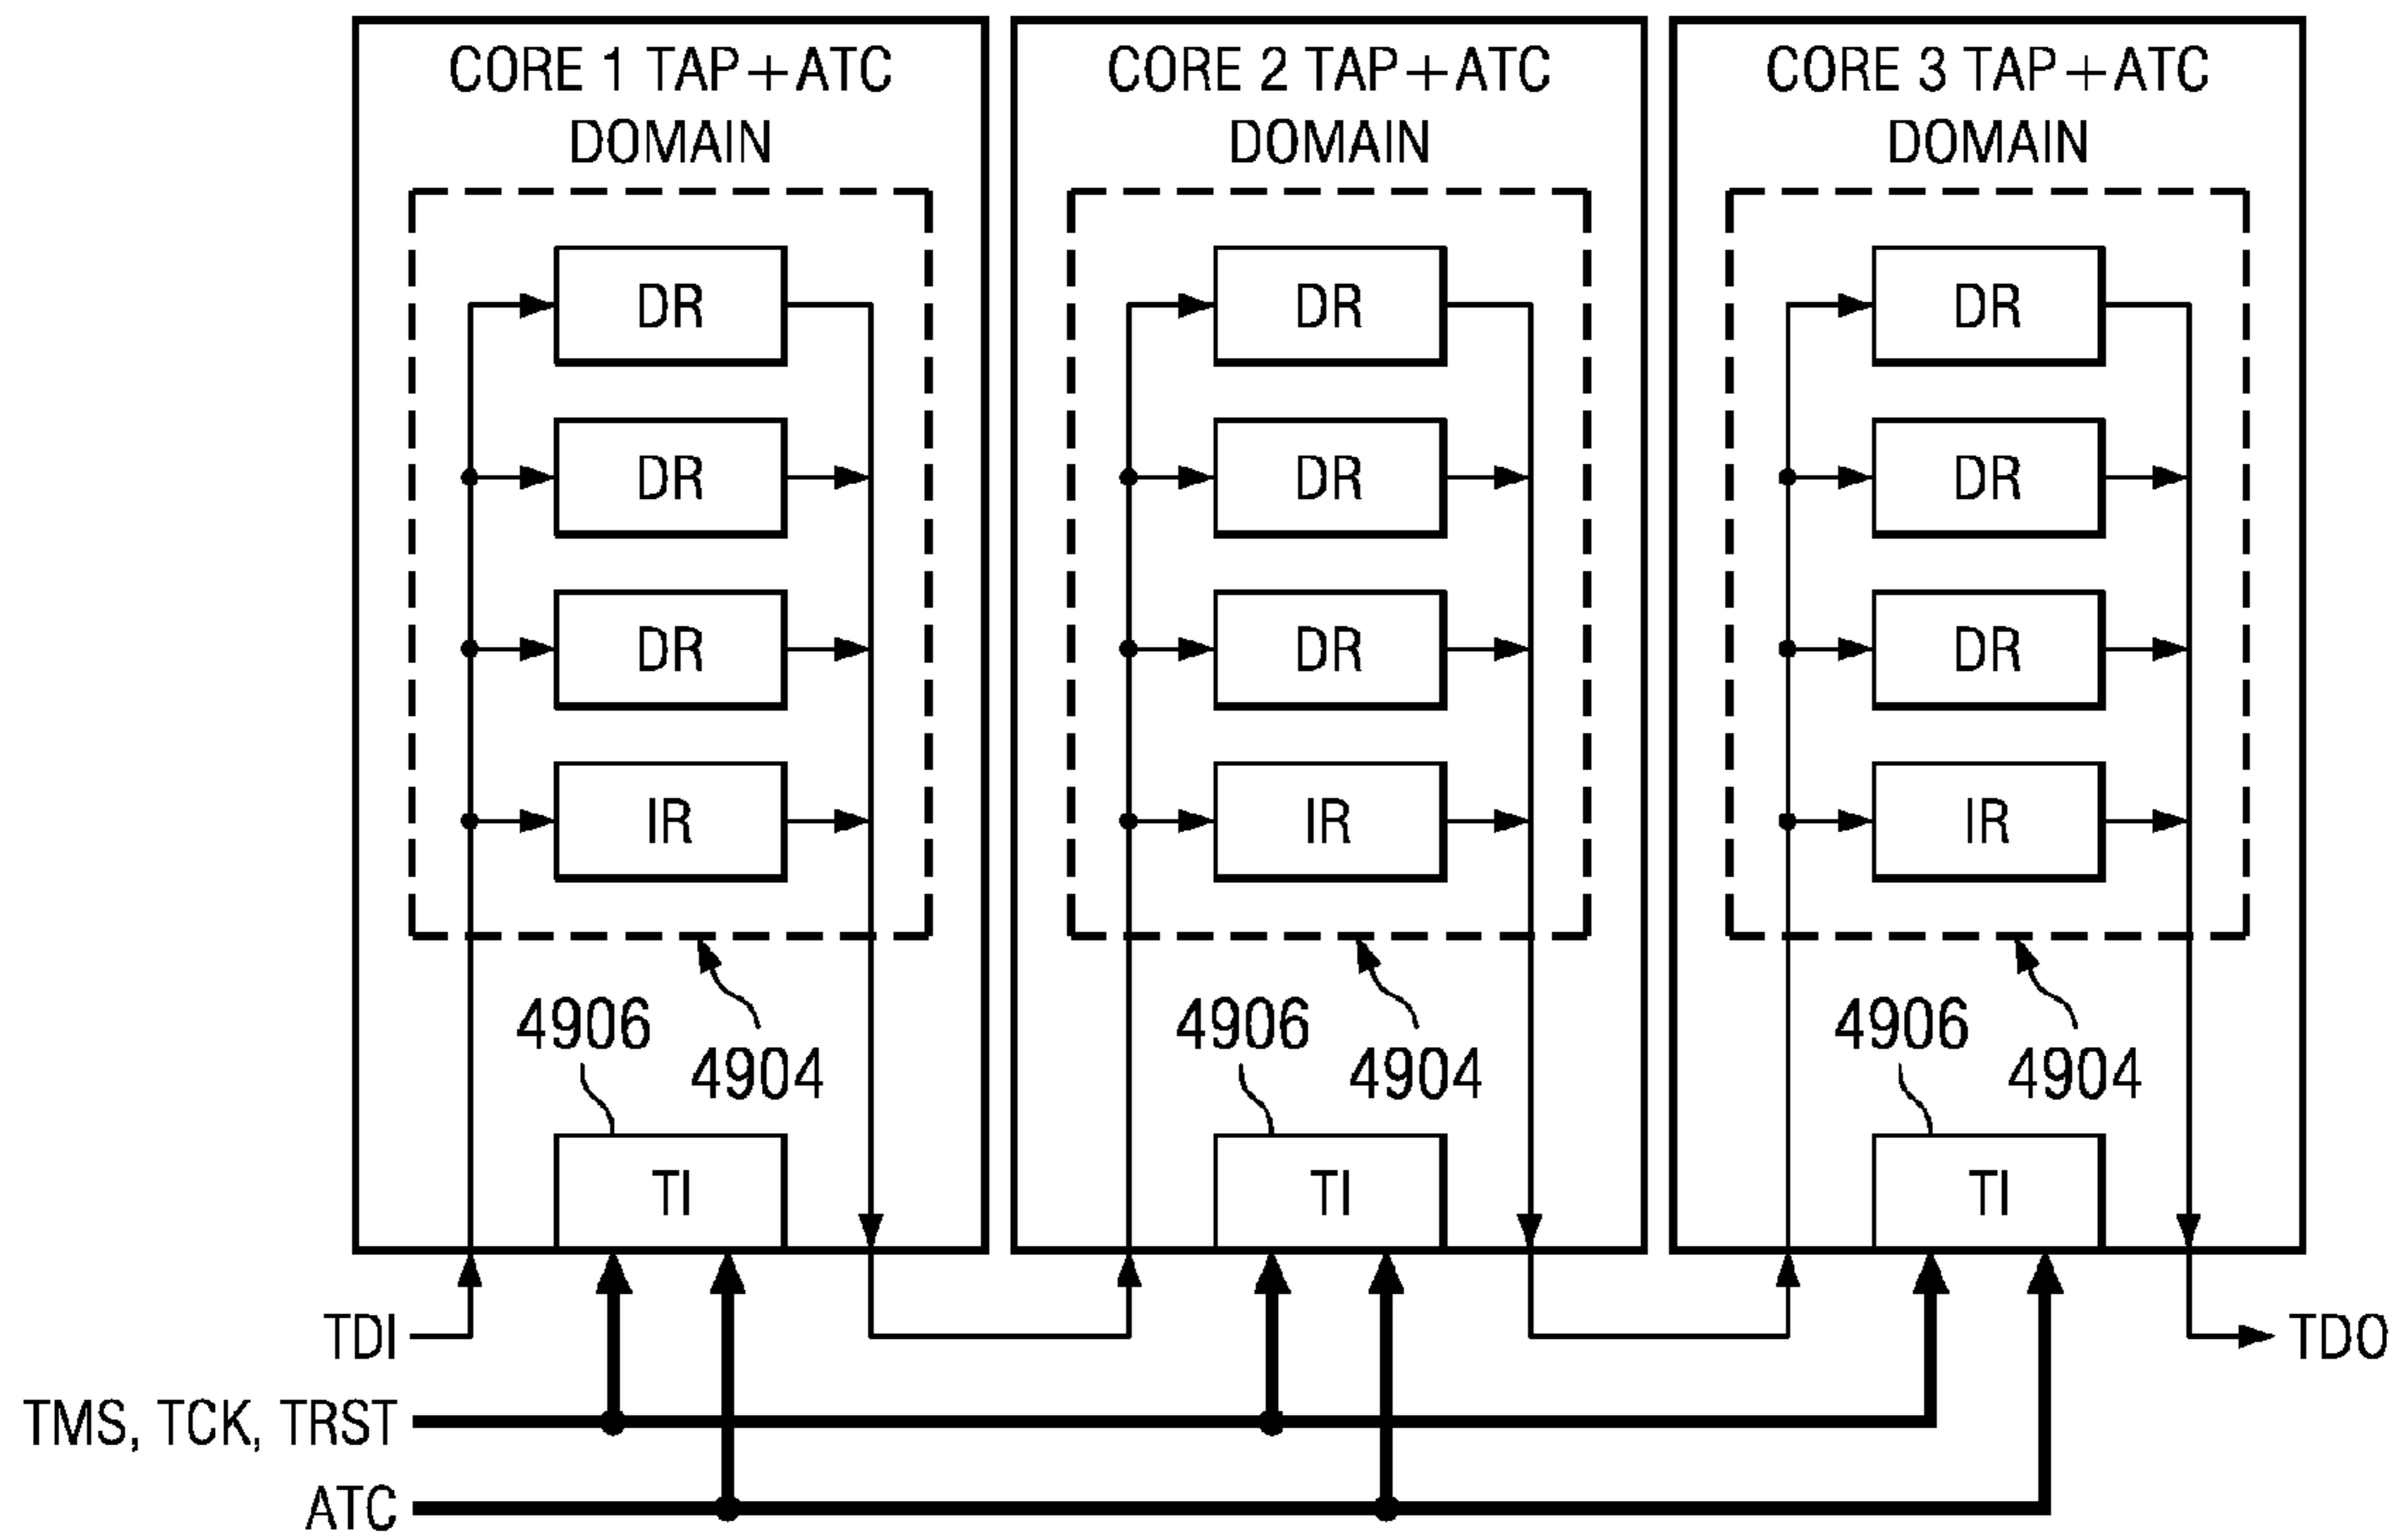 CORE 1 TAP+ATC
DOMAIN
DR
DR
DR
IR
4906
4904
TI
CORE 2 TAP+ATC
DOMAIN
DR
DR
DR
IR
4906
4904
TI
CORE 3 TAP+ATC
DOMAIN
DR
DR
DR
IR
4906
4904
TI
TDI
TDO
TMS, TCK, TRST
ATC